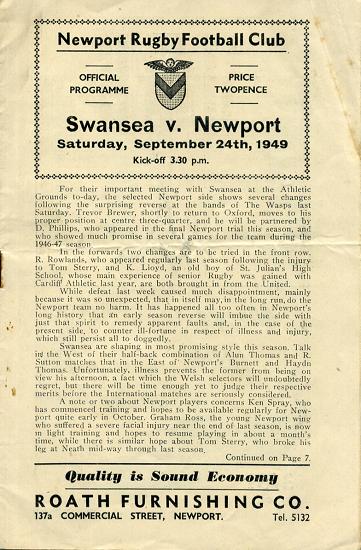 Newport Rugby Football Club
OFFICIAL
PROGRAMME
PRICE
TWOPENCE
Swansea v. Newport
Saturday, September 24th, 1949
Kick-off 3.30 p.m.
For their important meeting with Swansea at the Athletic
Grounds to-day, the selected Newport side shows several changes
following the surprising reverse at the hands of The Wasps last
Saturday. Trevor Brewer, shortly to return to Oxford, moves to his
proper position at centre three-quarter, and he will be partnered by
D. Phillips, who appeared in the final Newport trial this season, and
who showed much promise in several games for the team during the
1946-47 season
In the forwards two changes are to be tried in the front row.
R. Rowlands, who appeared regularly last season following the injury
to Tom Sterry, and K. Lloyd, an old boy of St. Julian's High
School, whose main experience of senior Rugby was gained with
Cardiff Athletic last year, are both brought in from the United.
While defeat last week caused much disappointment, mainly
because it was so unexpected, that in itself may, in the long run, do the
Newport team no harm. It has happened all too often in Newport's
long history that an early season reverse will imbue the side with
just that spirit to remedy apparent faults and, in the case of the
present side, to counter ill-fortune in respect of illness and injury,
which still persist all to doggedly.
Swansea are shaping in most promising style this season. Talk
in the West of their half-back combination of Alun Thomas and R.
Sutton matches that in the East of Newport's Burnett and Haydn
Thomas. Unfortunately, illness prevents the former from being on
view his afternoon, a fact which the Welsh selectors will undoubtedly
regret, but there will be time enough yet to judge their respective
merits before the International matches are seriously considered.
A note or two about Newport players concerns Ken Spray, who
has commenced training and hopes to be available regularly for New-
port quite early in October. Graham Ross, the young Newport wing
who suffered a severe facial injury near the end of last season, is now
in light training and hopes to resume playing in about a month's
time, while there is similar hope about Tom Sterry, who broke his
leg at Neath mid-way through last season.
Continued on Page 7.
Quality is Sound Economy
ROATH FURNISHING CO.
137a COMMERCIAL STREET, NEWPORT. Tel. 5132